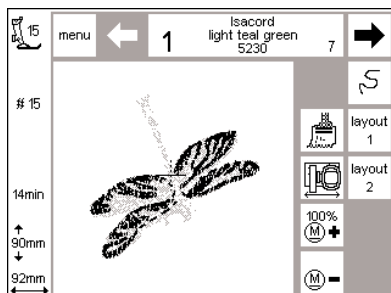 15
menu
1
Isacord
light teal green
5230
7
# 15
layout
1
layout
2
14min
90mm
92mm
100%
M +
M -